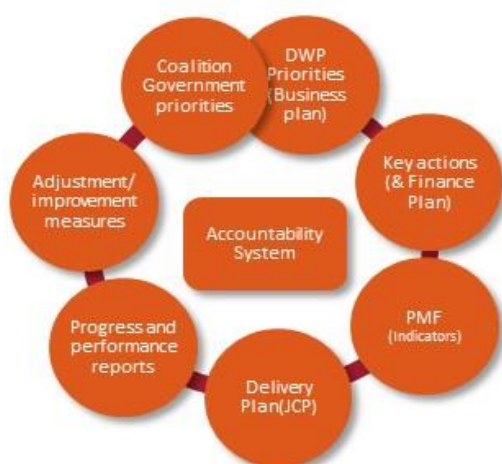 Coalition
Government
priorities
DWP
Priorities
(Business
plan)
Key actions
(& Finance
Plan)
PMF
(Indicators)
Delivery
Plan(JCP)
Progress and
performance
reports
Adjustment/
improvement
measures
Accountability
System